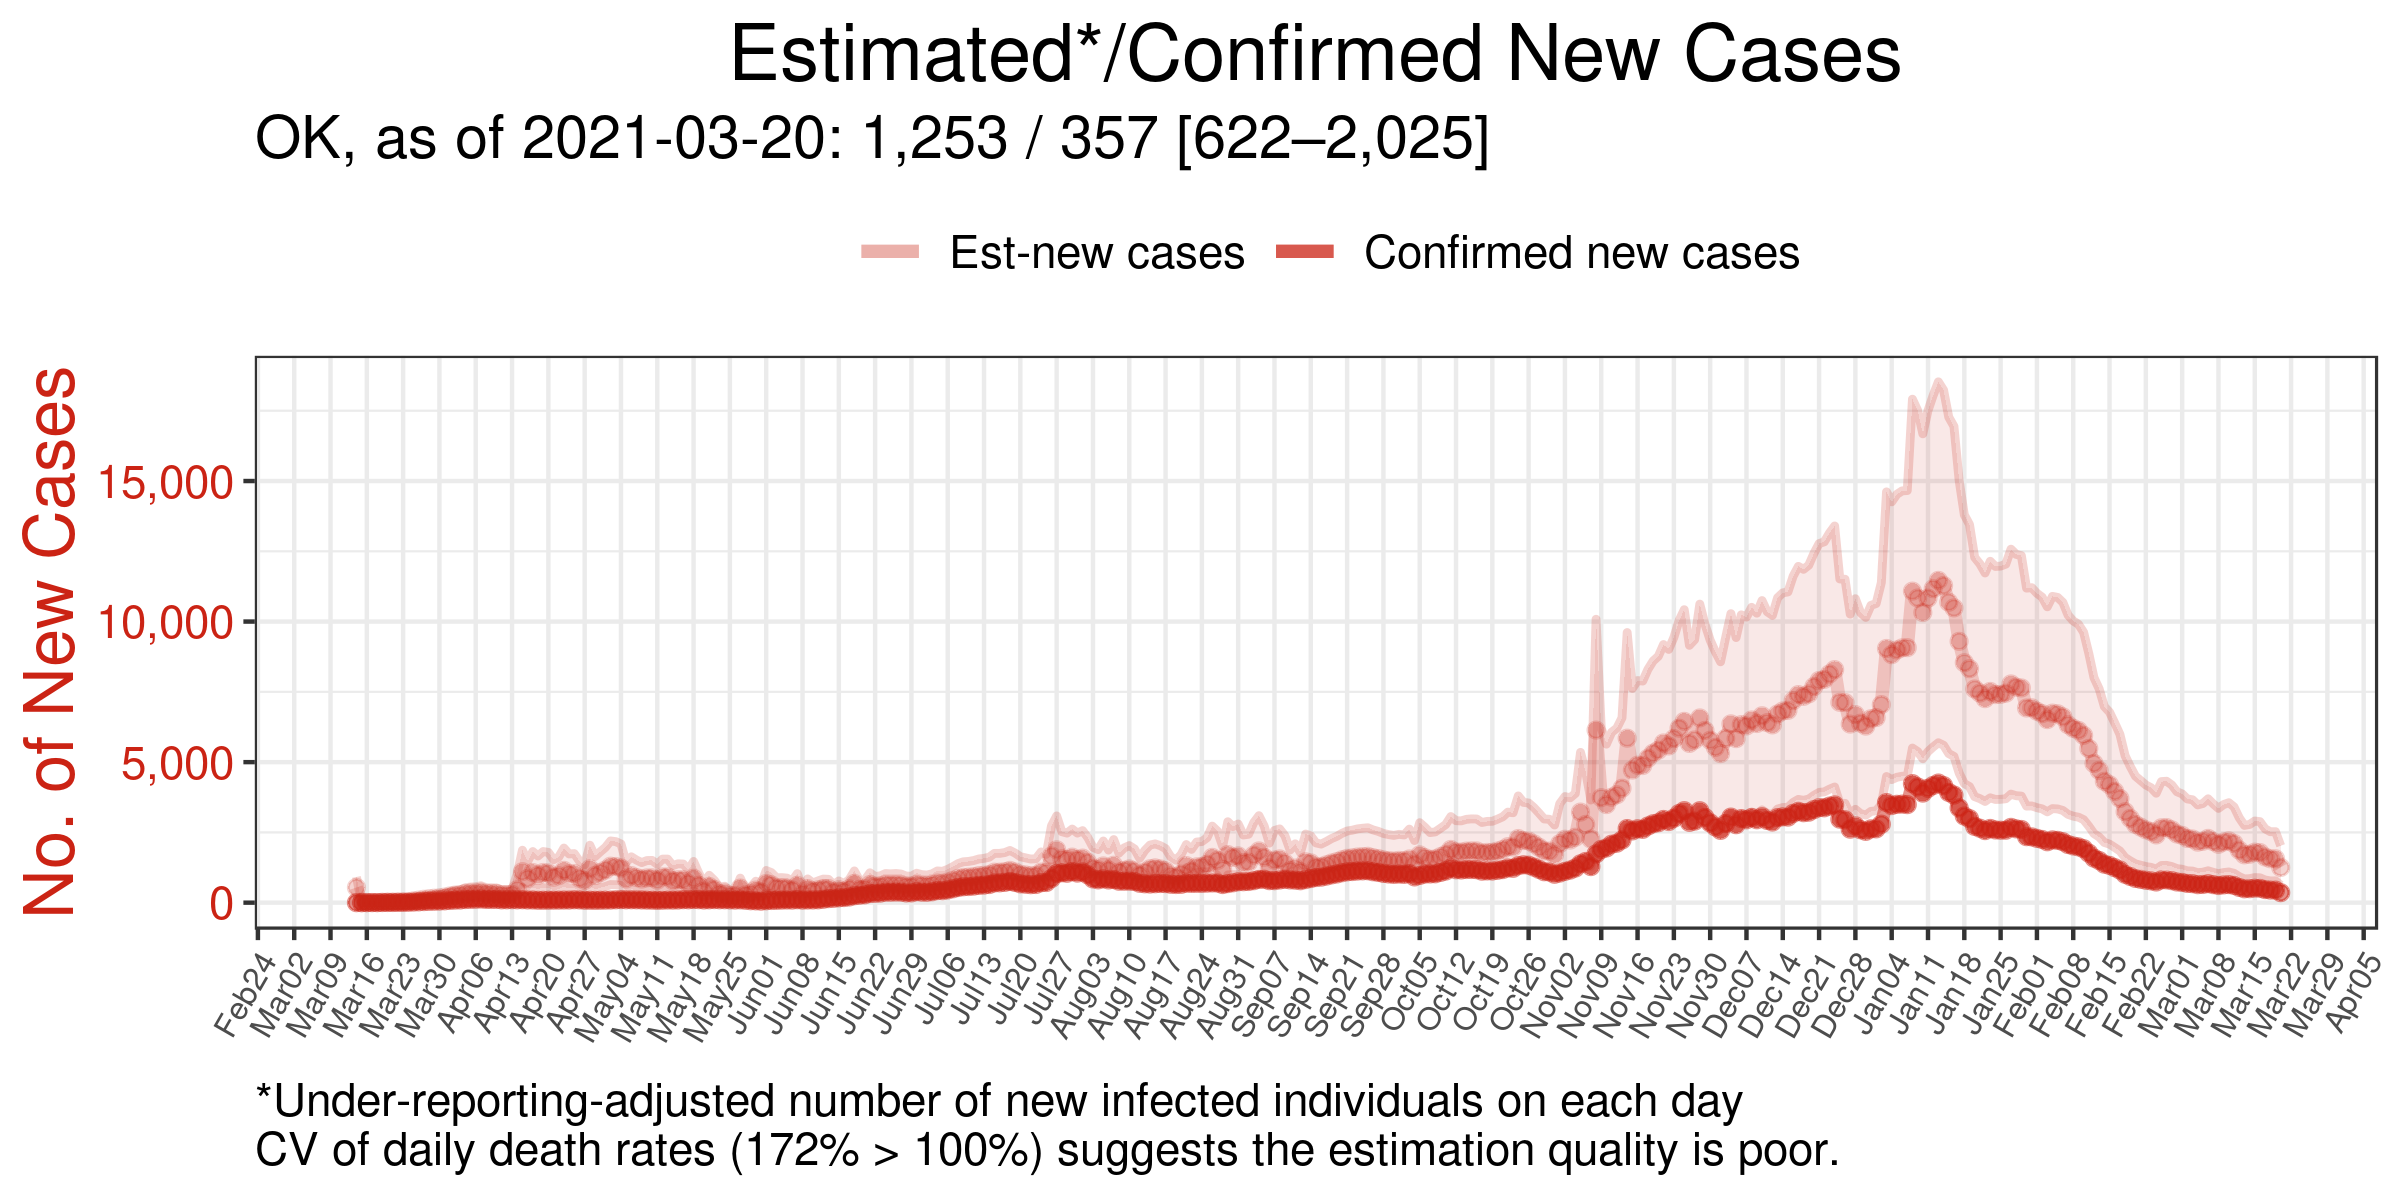 Estimated*/Confirmed New Cases
OK, as of 2021-03-20: 1,253 / 357 [622–2,025]
Est-new cases
Confirmed new cases
No. of New Cases
15,000
10,000
5,000
0
Feb24
Mar02
Mar09
Mar16
Mar23
Mar30
Apr06
Apr13
Apr20
Apr27
May04
May11
May18
May25
Jun01
Jun08
Jun15
Jun22
Jun29
Jul06
Jul13
Jul20
Jul27
Aug03
Aug10
Aug17
Aug24
Aug31
Sep07
Sep14
Sep21
Sep28
Oct05
Oct12
Oct19
Oct26
Nov02
Nov09
Nov16
Nov23
Nov30
Dec07
Dec14
Dec21
Dec28
Jan04
Jan11
Jan18
Jan25
Feb01
Feb08
Feb15
Feb22
Mar01
Mar08
Mar15
Mar22
Mar29
Apr05
*Under-reporting-adjusted number of new infected individuals on each day
CV of daily death rates (172% > 100%) suggests the estimation quality is poor.